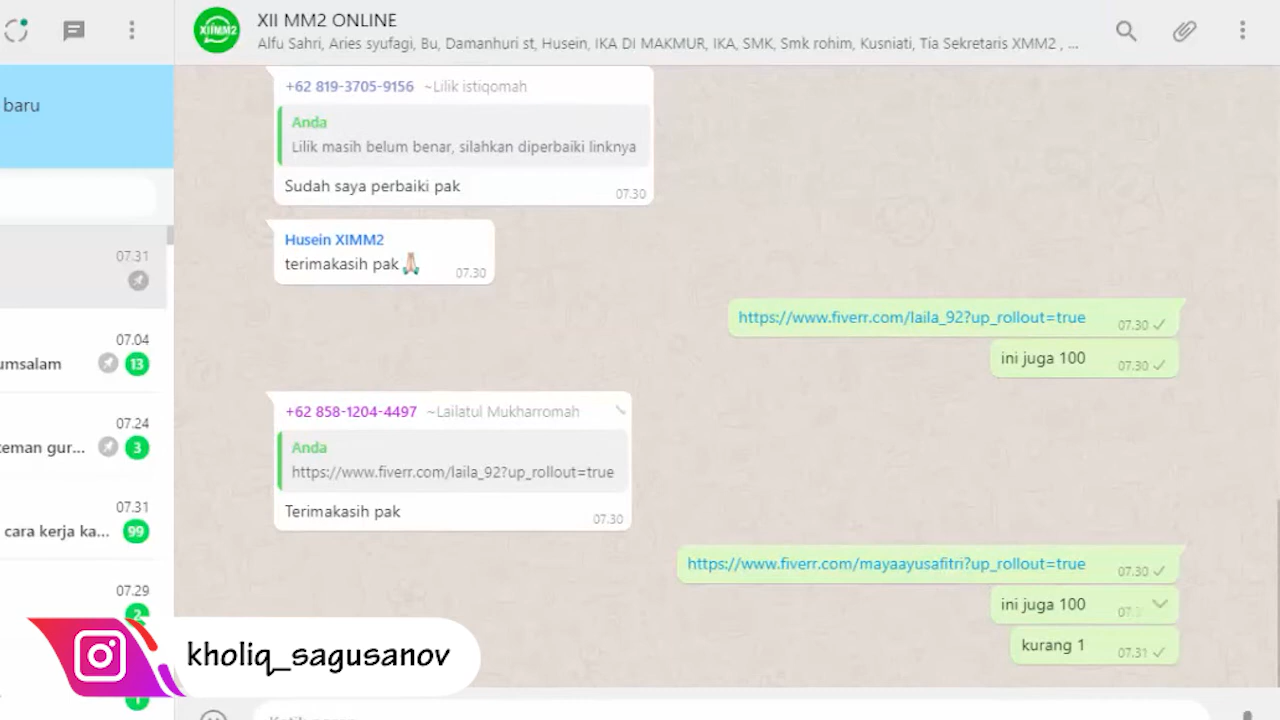 XIIMM2
XII MM2 ONLINE
Alfu Sahri, Aries syufagi, Bu, Damanhuri st, Husein, IKA DI MAKMUR, IKA, SMK, Smk rohim, Kusniati, Tia Sekretaris XMM2 , ...
baru
07.31
07.04
umsalam
13
07.24
teman gur...
3
07.31
cara kerja ka...
99
07.29
2
+62 819-3705-9156 ~Lilik istiqomah
Anda
Lilik masih belum benar, silahkan diperbaiki linknya
Sudah saya perbaiki pak
07.30
Husein XIMM2
terimakasih pak🙏🏻
07.30
https://www.fiverr.com/laila_92?up_rollout=true
07.30
ini juga 100
07.30
+62 858-1204-4497 ~Lailatul Mukharromah
Anda
https://www.fiverr.com/laila_92?up_rollout=true
Terimakasih pak
07.30
https://www.fiverr.com/mayaayusafitri?up_rollout=true
07.30
ini juga 100
kurang 1
07.31
kholiq_sagusanov